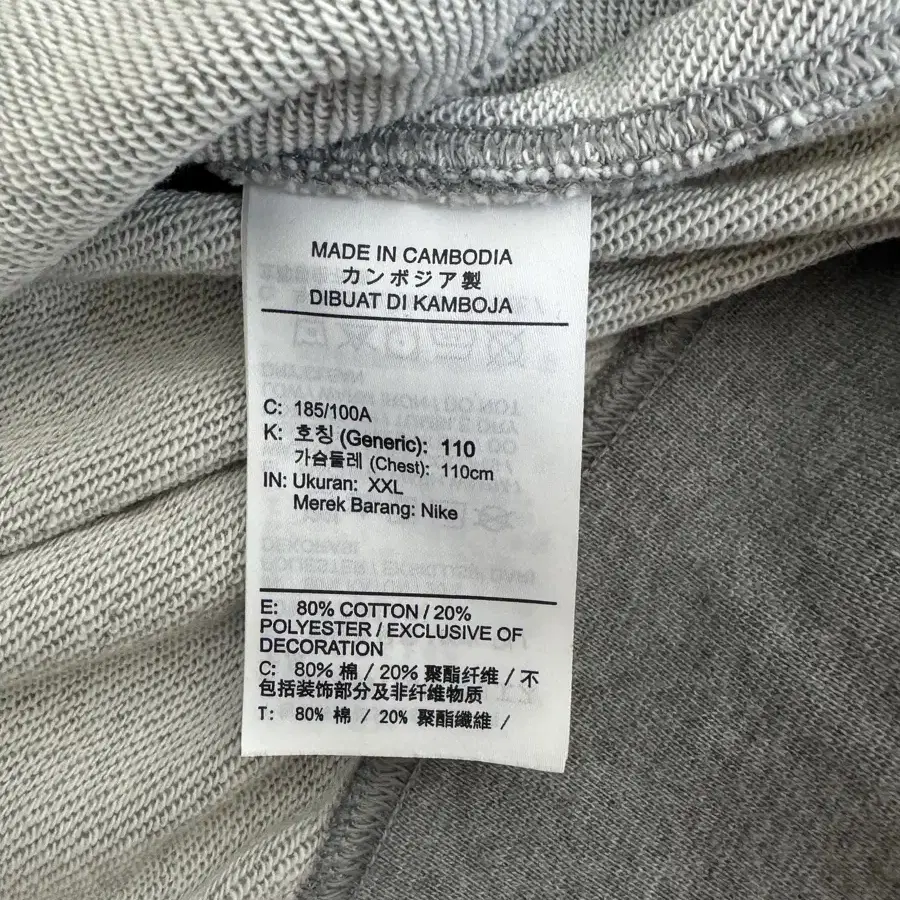 MADE IN CAMBODIA
カンボジア製
DIBUAT DI KAMBOJA
C: 185/100A
K: 호칭 (Generic): 110
가슴둘레 (Chest): 110cm
IN: Ukuran: XXL
Merek Barang: Nike
E: 80% COTTON / 20%
POLYESTER / EXCLUSIVE OF
DECORATION
C: 80% 棉 / 20% 聚酯纤维 / 不
包括装饰部分及非纤维物质
T: 80% 棉 / 20% 聚酯纖維 /